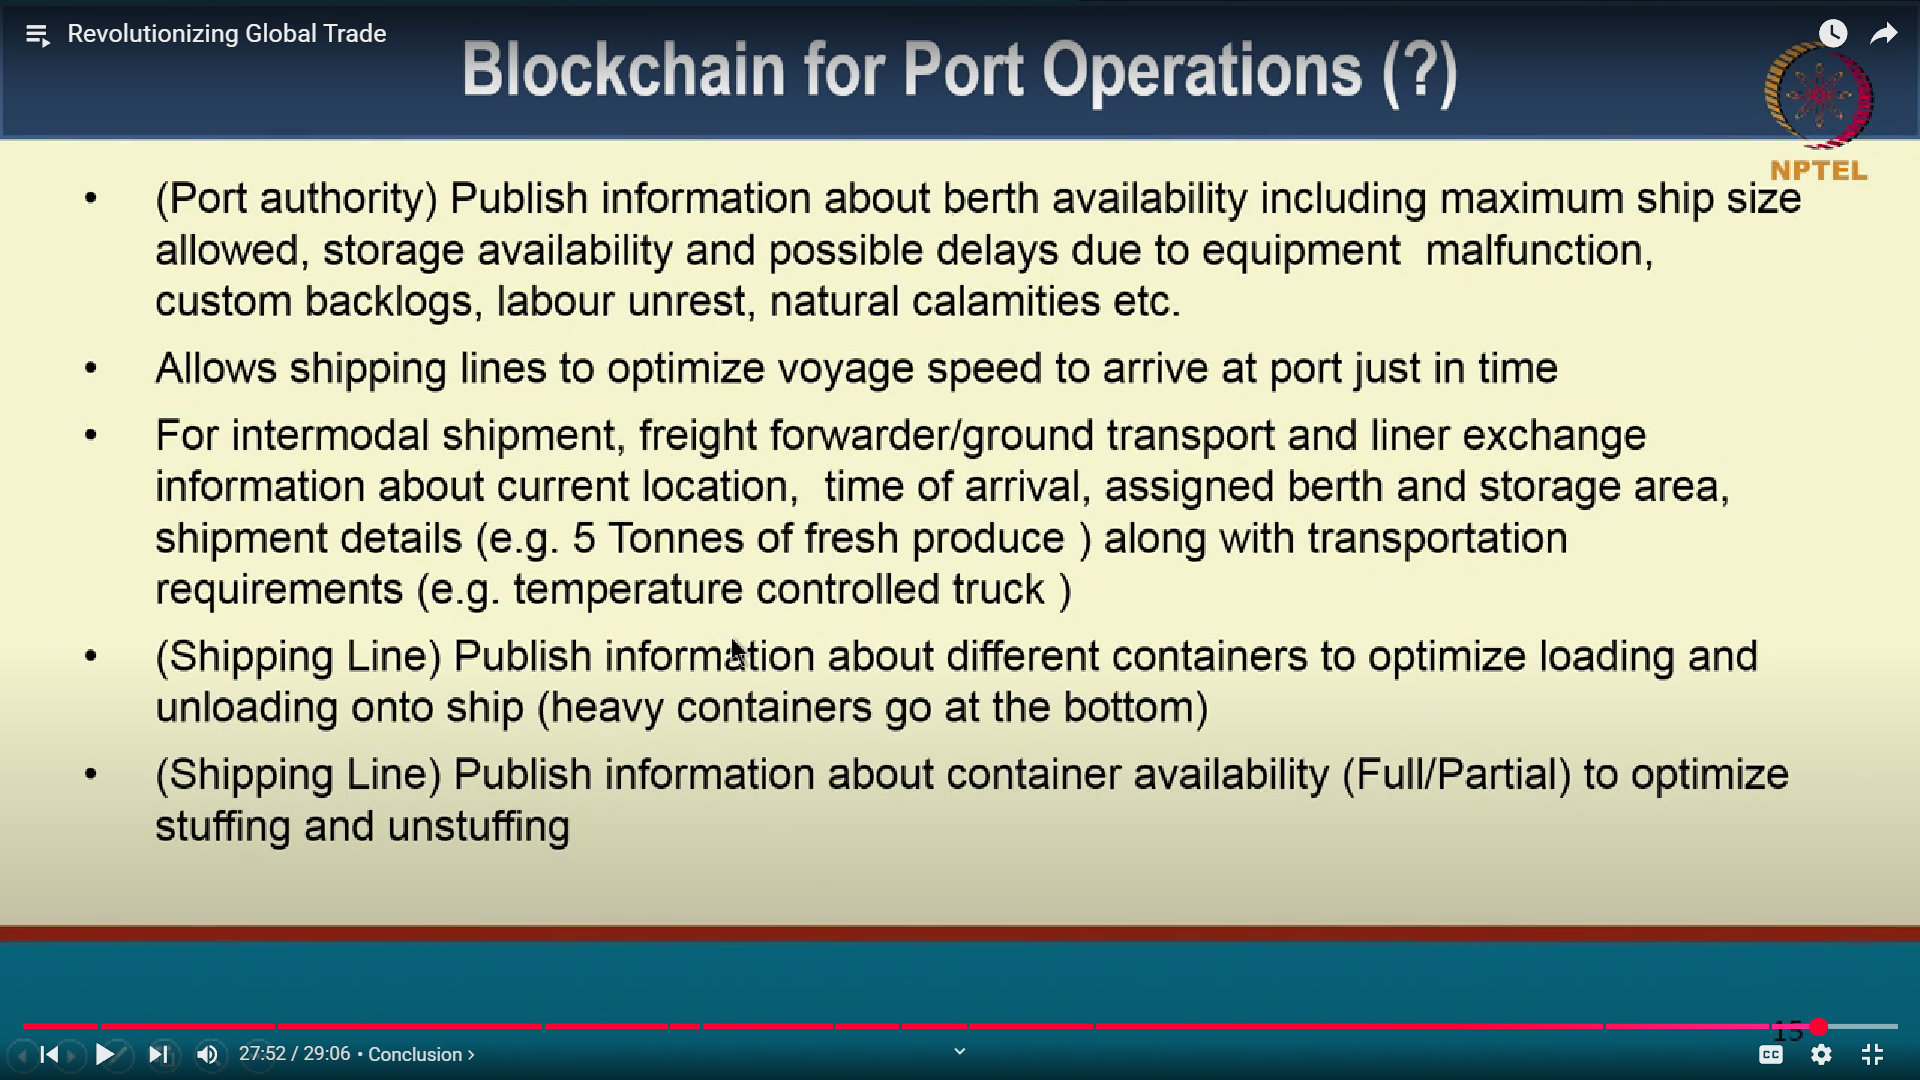 Revolutionizing Global Trade
Blockchain for Port Operations (?)
NPTEL
• (Port authority) Publish information about berth availability including maximum ship size
allowed, storage availability and possible delays due to equipment malfunction,
custom backlogs, labour unrest, natural calamities etc.
• Allows shipping lines to optimize voyage speed to arrive at port just in time
• For intermodal shipment, freight forwarder/ground transport and liner exchange
information about current location, time of arrival, assigned berth and storage area,
shipment details (e.g. 5 Tonnes of fresh produce ) along with transportation
requirements (e.g. temperature controlled truck )
• (Shipping Line) Publish information about different containers to optimize loading and
unloading onto ship (heavy containers go at the bottom)
• (Shipping Line) Publish information about container availability (Full/Partial) to optimize
stuffing and unstuffing
15
27:52 / 29:06 • Conclusion ›
CC